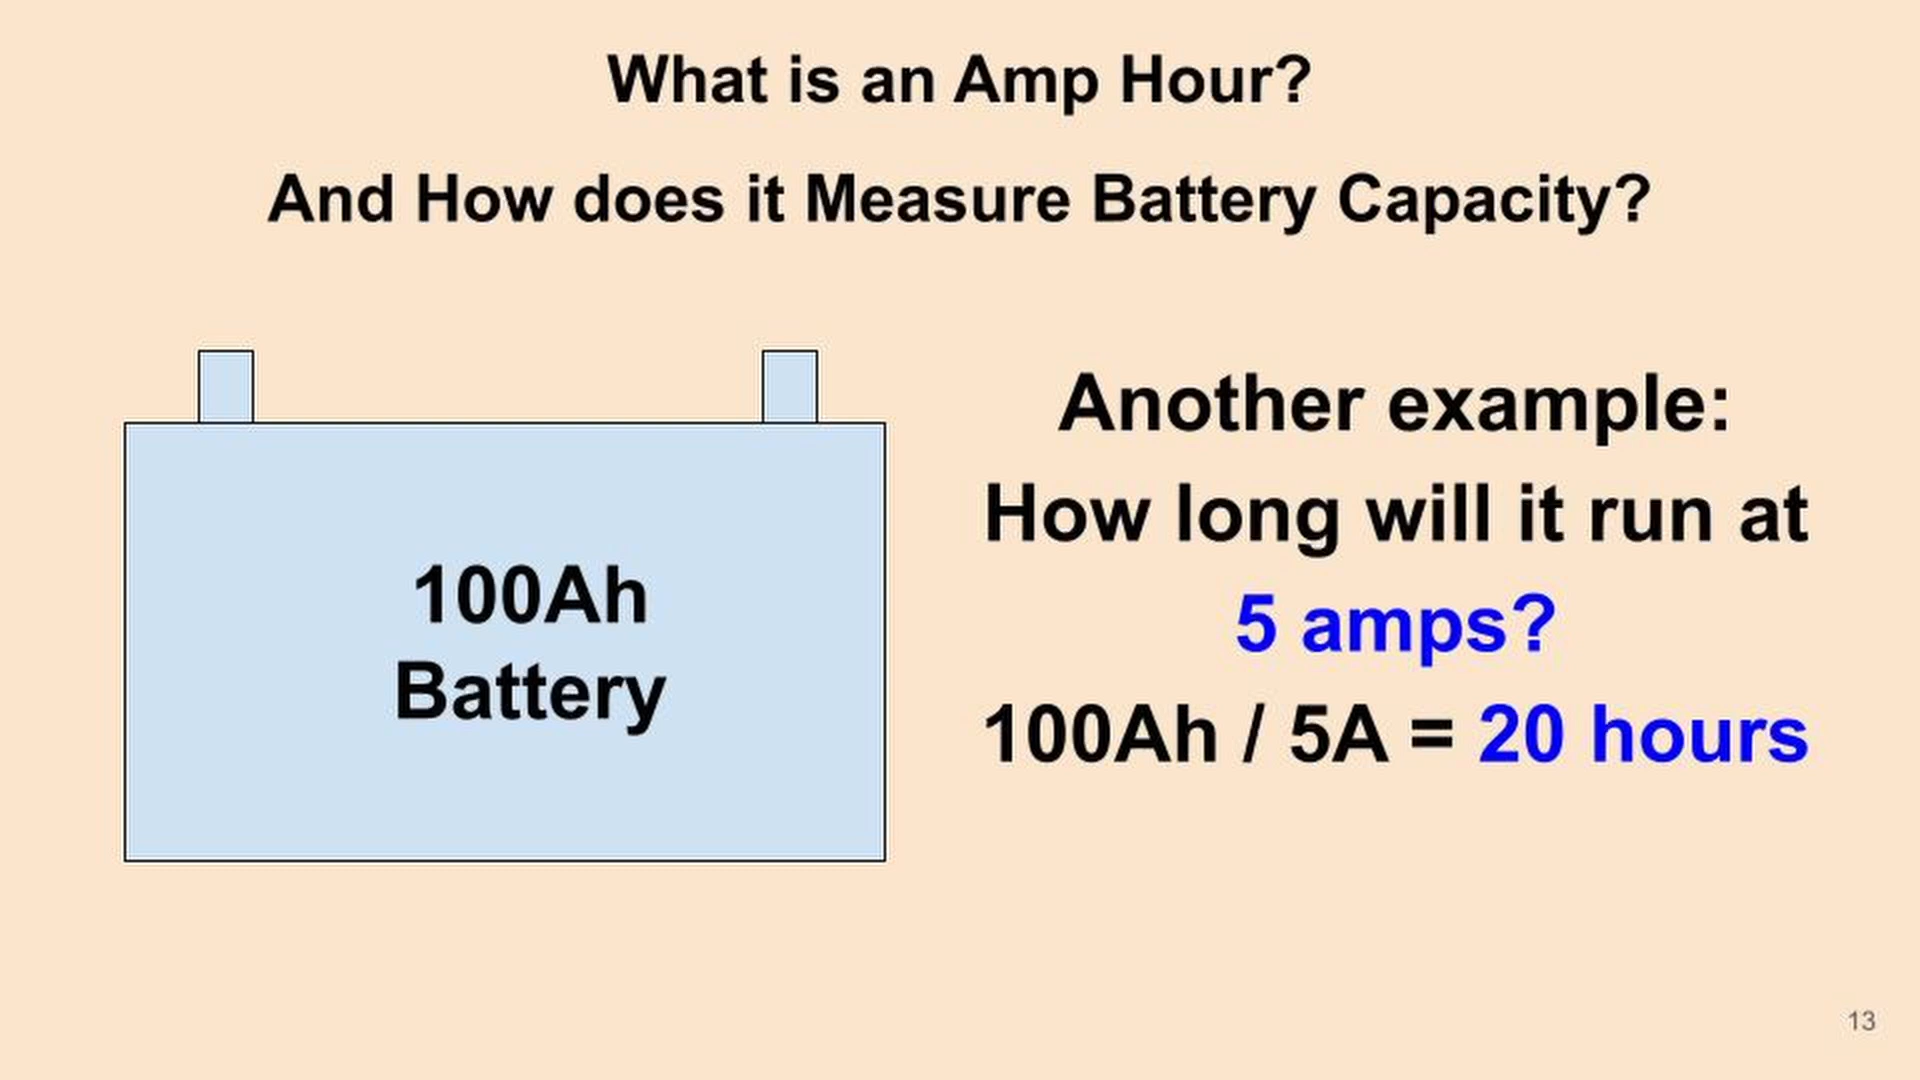 What is an Amp Hour?
And How does it Measure Battery Capacity?
100Ah
Battery
Another example:
How long will it run at
5 amps?
100Ah / 5A = 20 hours
13